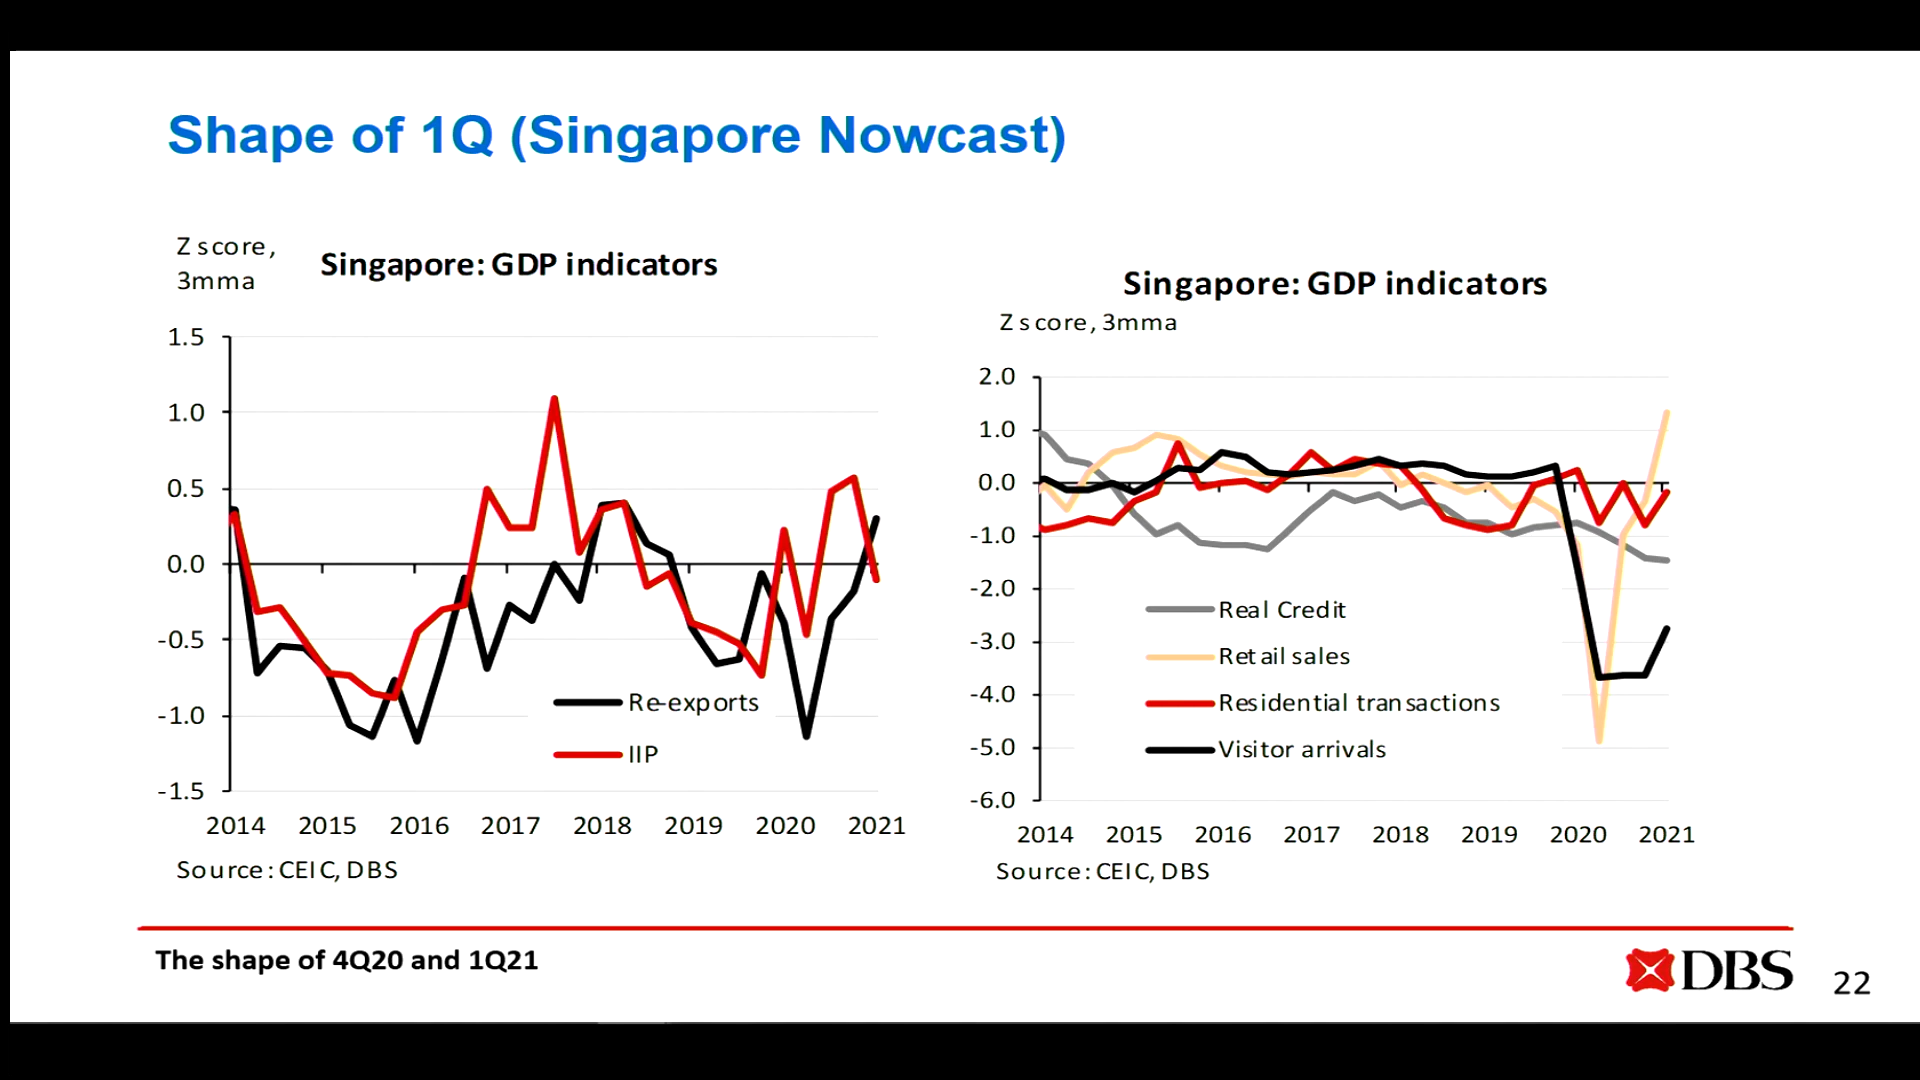 Shape of 1Q (Singapore Nowcast)
Z score,
3mma
Singapore: GDP indicators
1.5
1.0
0.5
0.0
-0.5
-1.0
-1.5
Re-exports
IIP
2014 2015 2016 2017 2018 2019 2020 2021
Source: CEIC, DBS
Singapore: GDP indicators
Z score, 3mma
2.0
1.0
0.0
-1.0
-2.0
-3.0
-4.0
-5.0
-6.0
Real Credit
Retail sales
Residential transactions
Visitor arrivals
2014 2015 2016 2017 2018 2019 2020 2021
Source: CEIC, DBS
The shape of 4Q20 and 1Q21
DBS
22